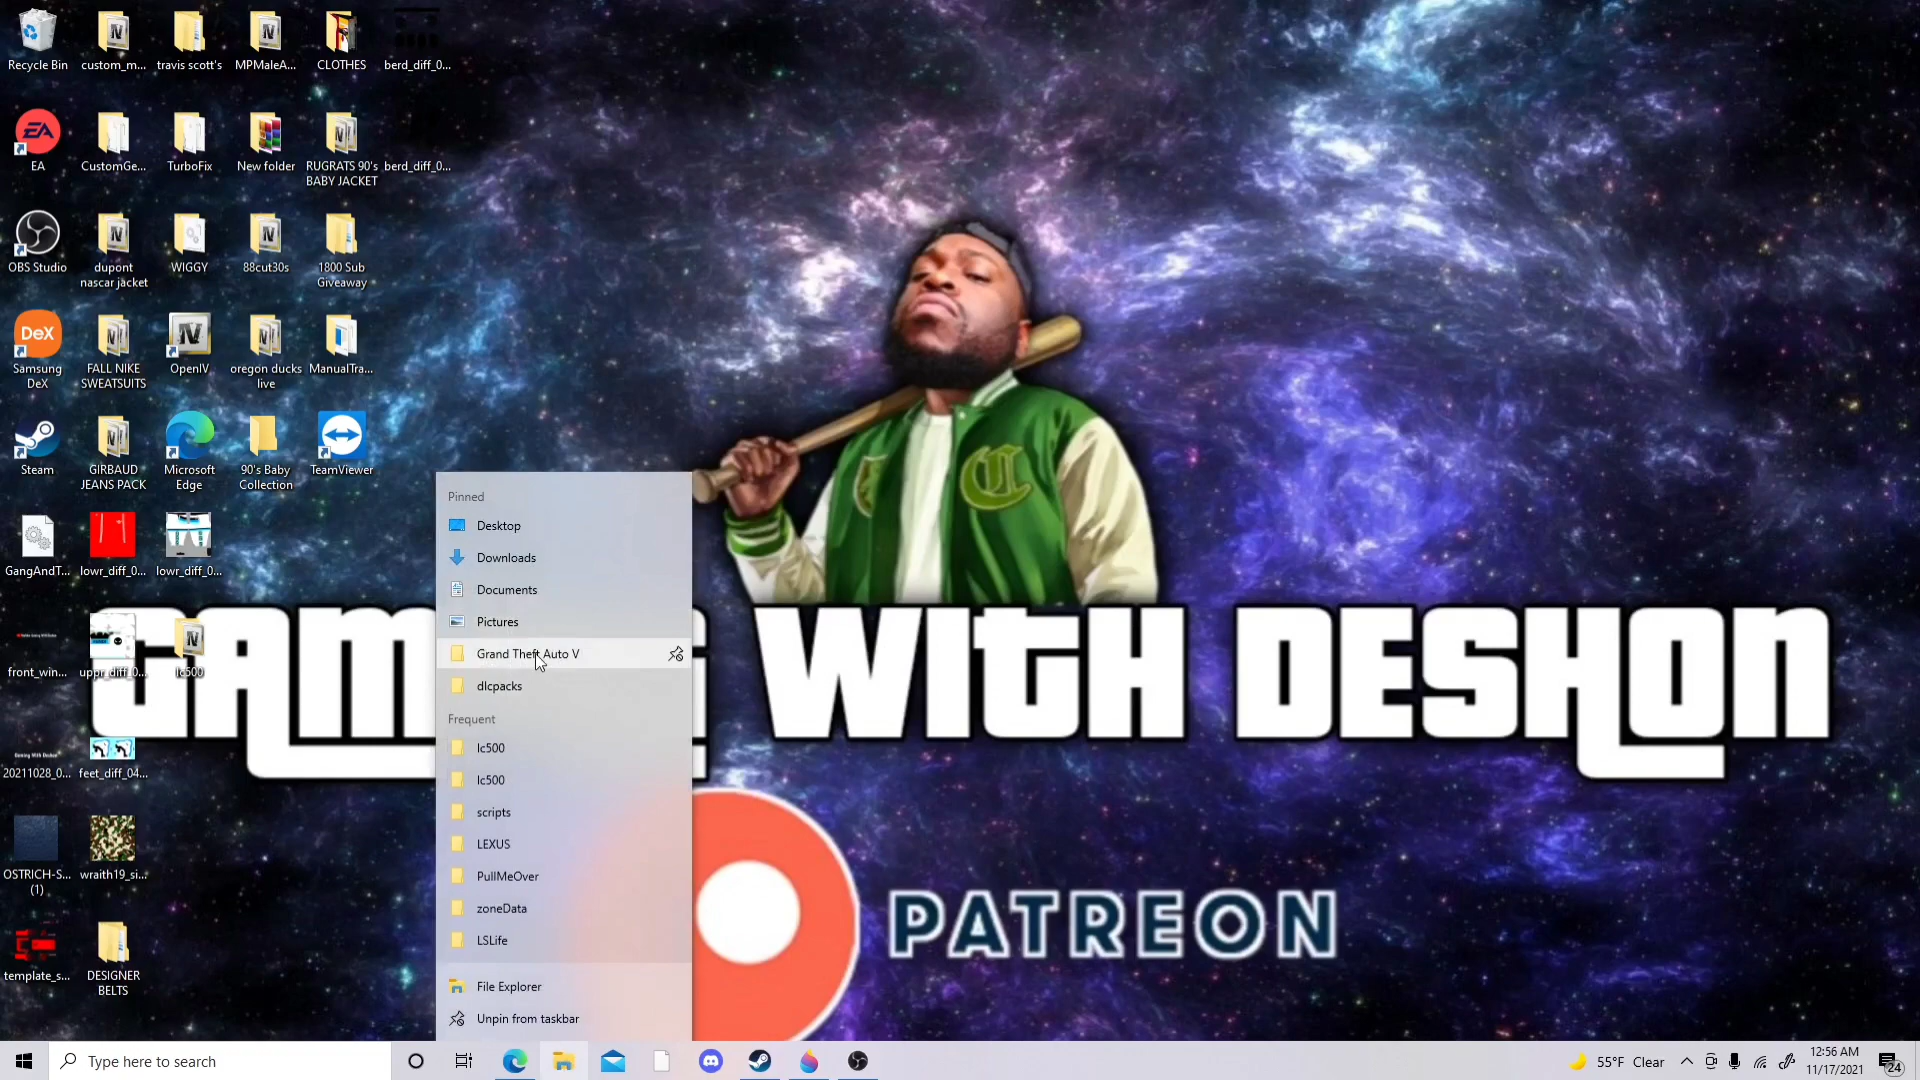 Recycle Bin
custom_m...
travis scott's
MPMaleA...
CLOTHES
berd_diff_0...
EA
CustomGe...
TurboFix
New folder
RUGRATS 90's
BABY JACKET
berd_diff_0...
OBS Studio
dupont
nascar jacket
WIGGY
88cut30s
1800 Sub
Giveaway
DeX
Samsung
DeX
FALL NIKE
SWEATSUITS
OpenIV
oregon ducks
live
ManualTra...
Steam
GIRBAUD
JEANS PACK
Microsoft
Edge
90's Baby
Collection
TeamViewer
GangAndT...
lowr_diff_0...
lowr_diff_0...
front_win...
uppr_diff_0...
lc500
20211028_0...
feet_diff_04...
OSTRICH-S...
(1)
wraith19_si...
template_s...
DESIGNER
BELTS
Pinned
Desktop
Downloads
Documents
Pictures
Grand Theft Auto V
dlcpacks
Frequent
lc500
lc500
scripts
LEXUS
PullMeOver
zoneData
LSLife
File Explorer
Unpin from taskbar
WITH DESHON
PATREON
Type here to search
55°F Clear
12:56 AM
11/17/2021
24